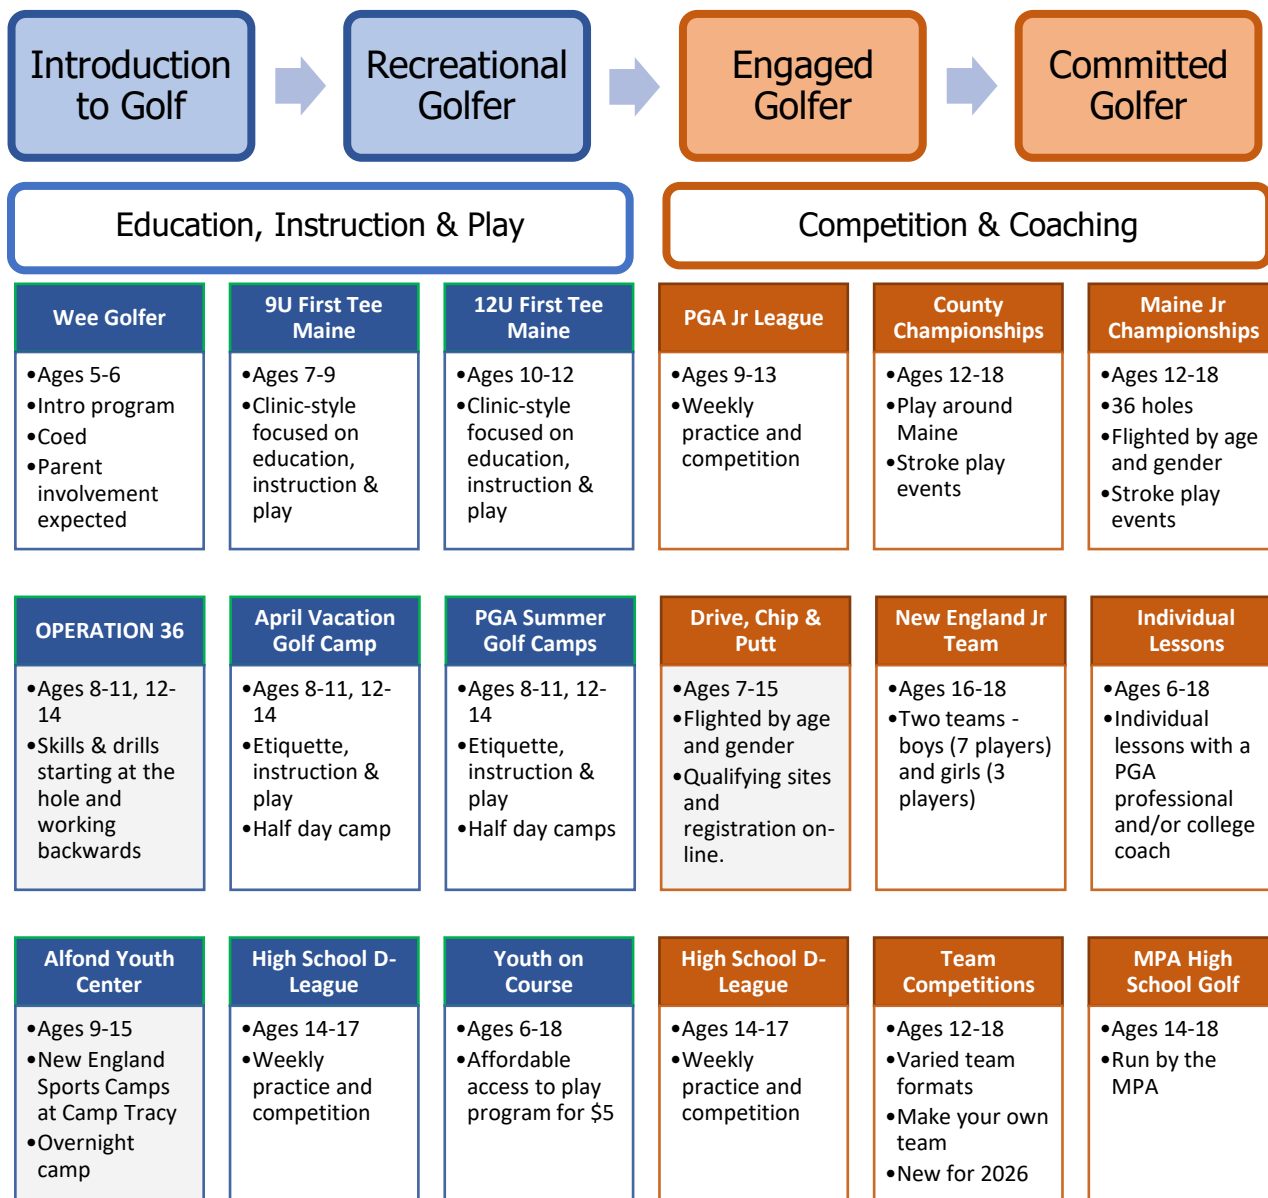 Introduction
to Golf
Recreational
Golfer
Engaged
Golfer
Committed
Golfer
Education, Instruction & Play
Competition & Coaching
Wee Golfer
•Ages 5-6
•Intro program
•Coed
•Parent
involvement
expected
9U First Tee
Maine
•Ages 7-9
•Clinic-style
focused on
education,
instruction &
play
12U First Tee
Maine
•Ages 10-12
•Clinic-style
focused on
education,
instruction &
play
PGA Jr League
•Ages 9-13
•Weekly
practice and
competition
County
Championships
•Ages 12-18
•Play around
Maine
•Stroke play
events
Maine Jr
Championships
•Ages 12-18
•36 holes
•Flighted by age
and gender
•Stroke play
events
OPERATION 36
•Ages 8-11, 12-
14
•Skills & drills
starting at the
hole and
working
backwards
April Vacation
Golf Camp
•Ages 8-11, 12-
14
•Etiquette,
instruction &
play
•Half day camp
PGA Summer
Golf Camps
•Ages 8-11, 12-
14
•Etiquette,
instruction &
play
•Half day camps
Drive, Chip &
Putt
•Ages 7-15
•Flighted by age
and gender
•Qualifying sites
and
registration on-
line.
New England Jr
Team
•Ages 16-18
•Two teams -
boys (7 players)
and girls (3
players)
Individual
Lessons
•Ages 6-18
•Individual
lessons with a
PGA
professional
and/or college
coach
Alfond Youth
Center
•Ages 9-15
•New England
Sports Camps
at Camp Tracy
•Overnight
camp
High School D-
League
•Ages 14-17
•Weekly
practice and
competition
Youth on
Course
•Ages 6-18
•Affordable
access to play
program for $5
High School D-
League
•Ages 14-17
•Weekly
practice and
competition
Team
Competitions
•Ages 12-18
•Varied team
formats
•Make your own
team
•New for 2026
MPA High
School Golf
•Ages 14-18
•Run by the
MPA